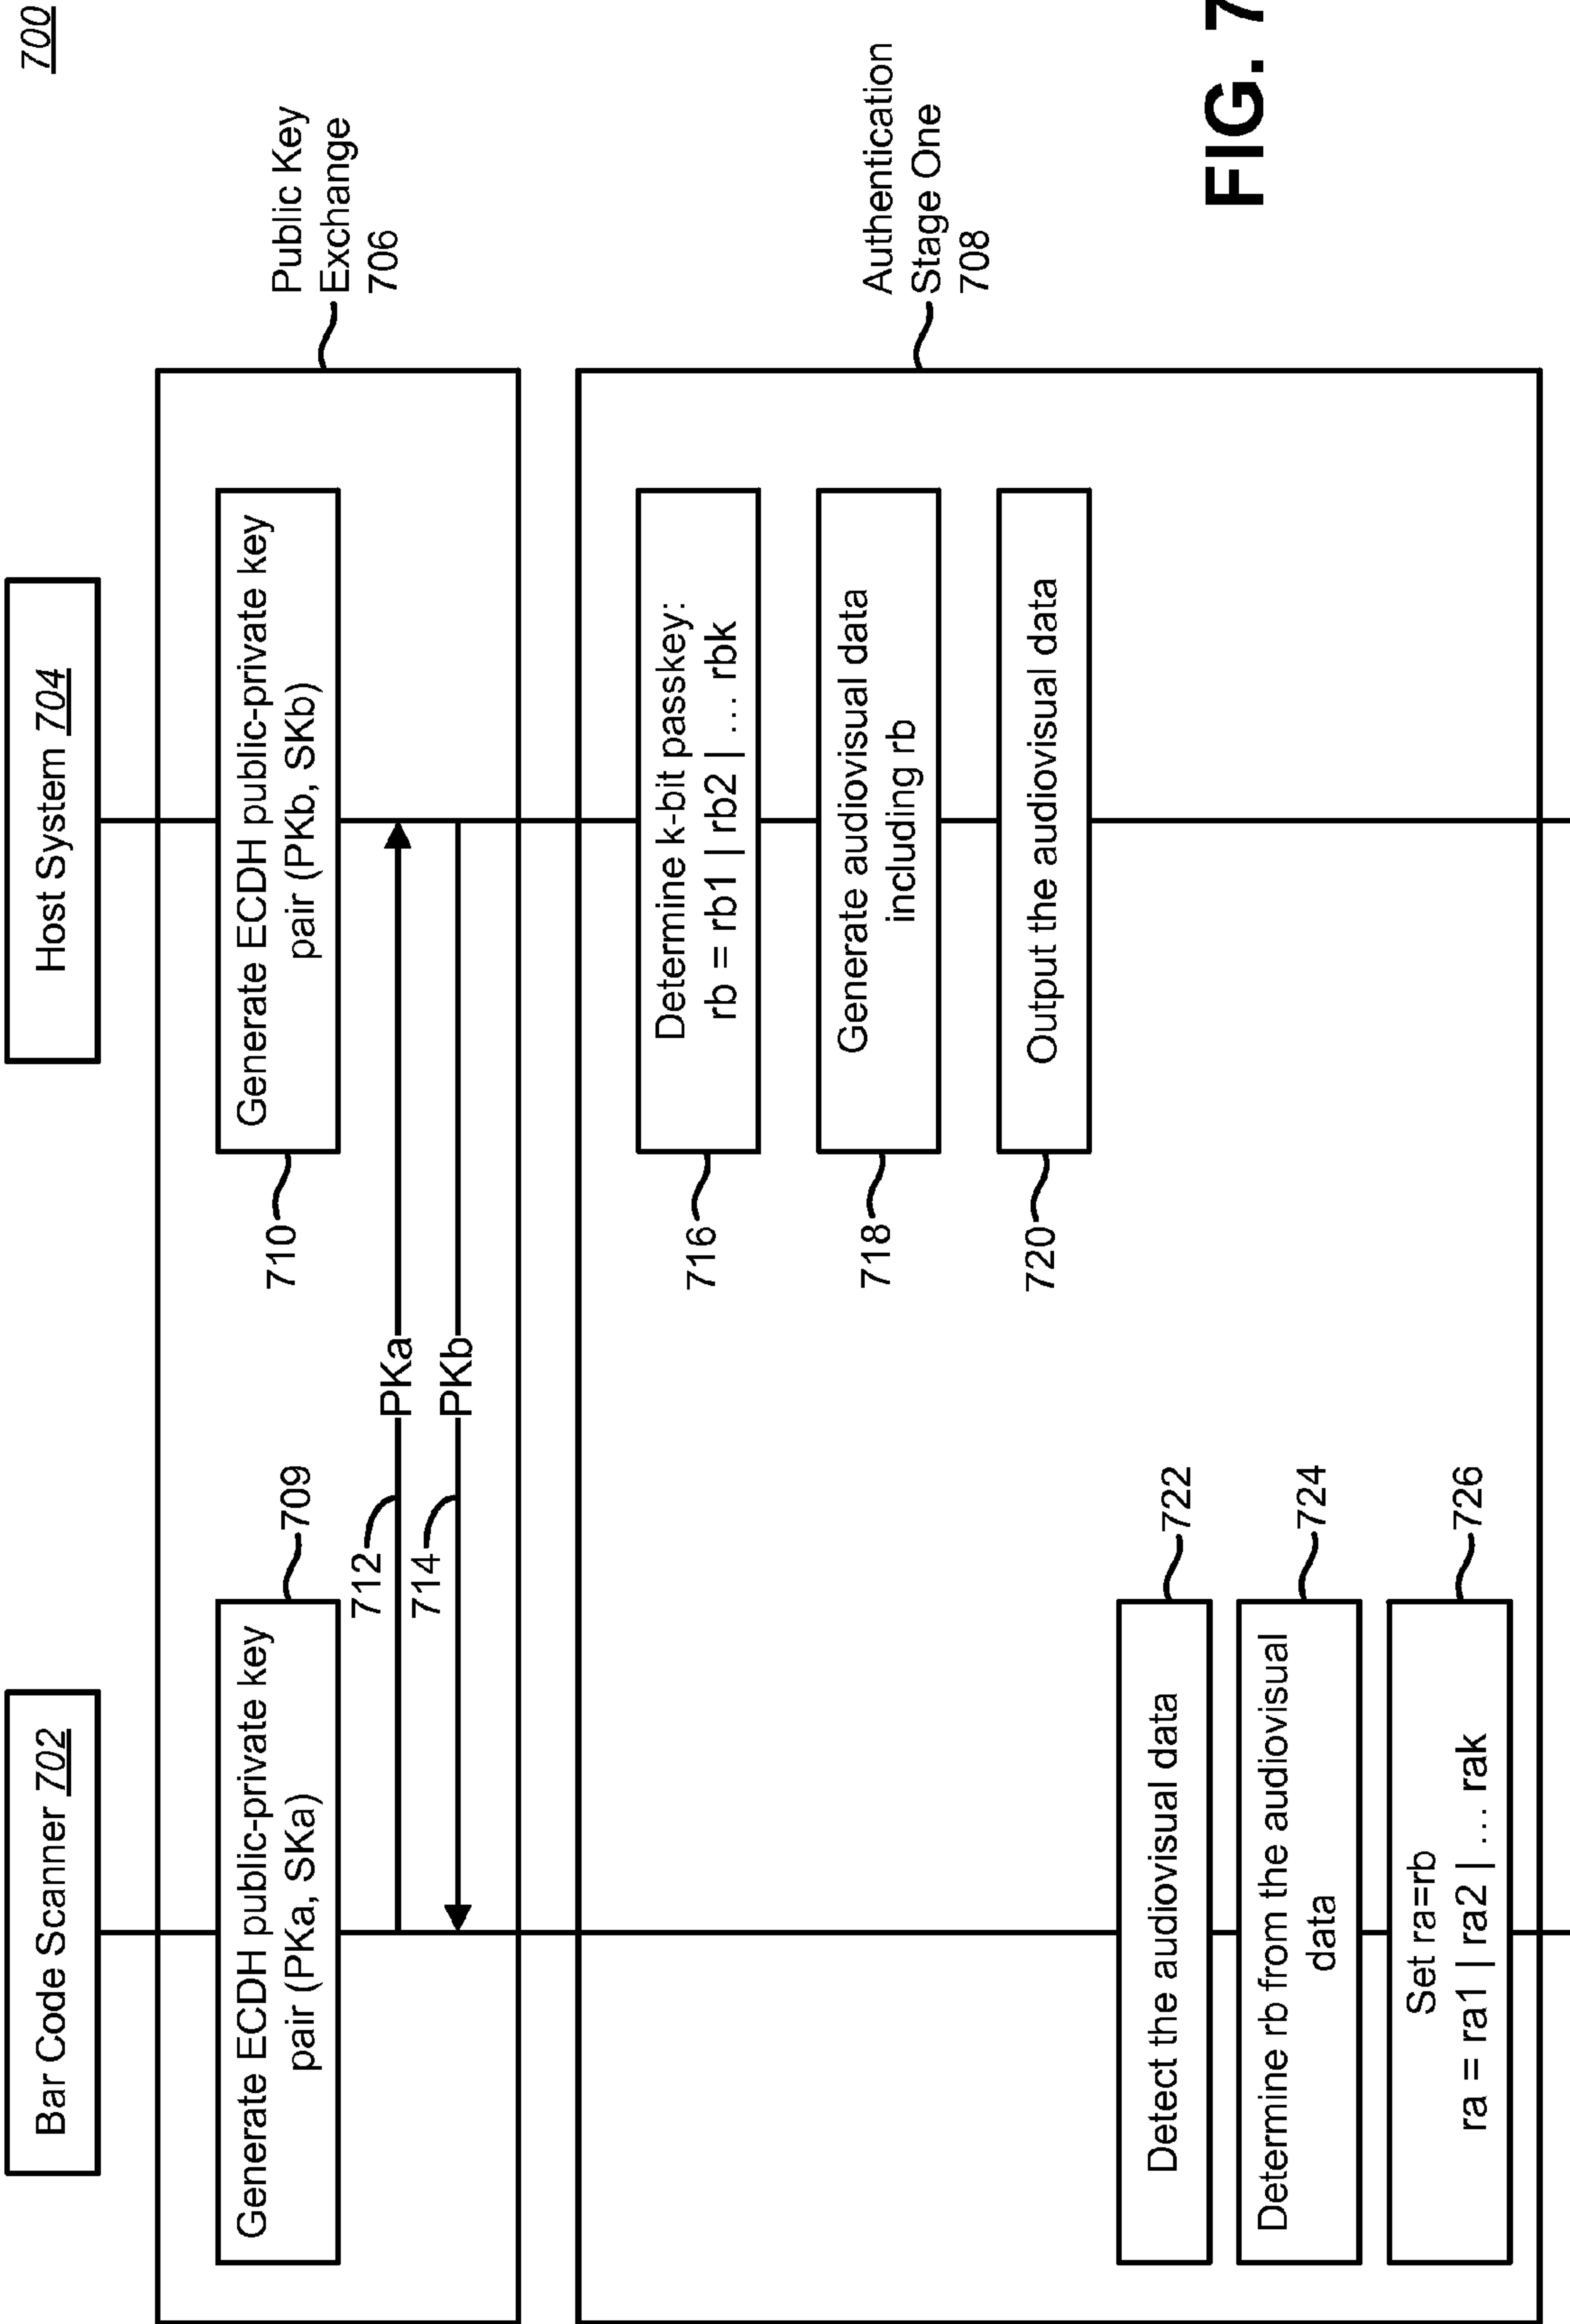 700
Bar Code Scanner 702
Host System 704
Public Key
Exchange
706
Generate ECDH public-private key
pair (PKa, SKa)
709
Generate ECDH public-private key
pair (PKb, SKb)
710
712
PKa
714
PKb
Authentication
Stage One
708
Determine k-bit passkey:
rb = rb1 | rb2 | ... rbk
716
Generate audiovisual data
including rb
718
Output the audiovisual data
720
Detect the audiovisual data
722
Determine rb from the audiovisual
data
724
Set ra=rb
ra = ra1 | ra2 | ... rak
726
FIG. 7